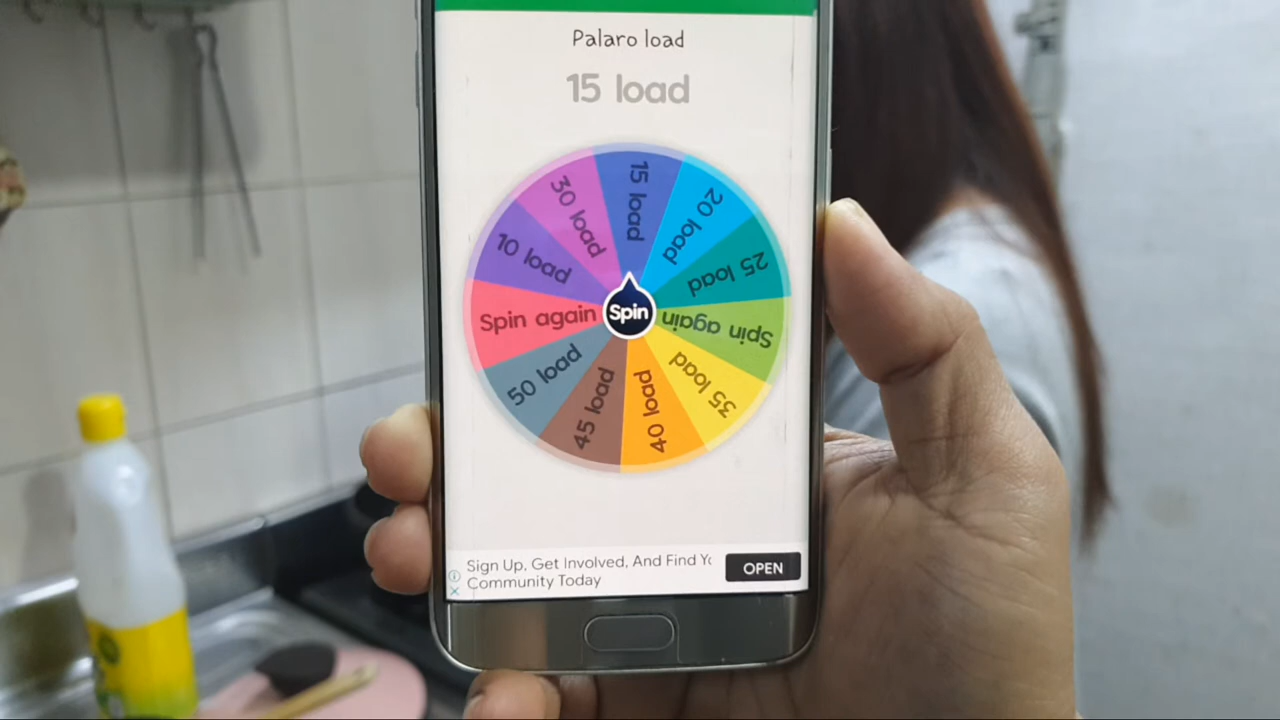 Palaro load
15 load
15 load
20 load
25 load
Spin again
35 load
40 load
45 load
50 load
Spin again
10 load
30 load
Spin
Sign Up, Get Involved, And Find Yo
Community Today
OPEN